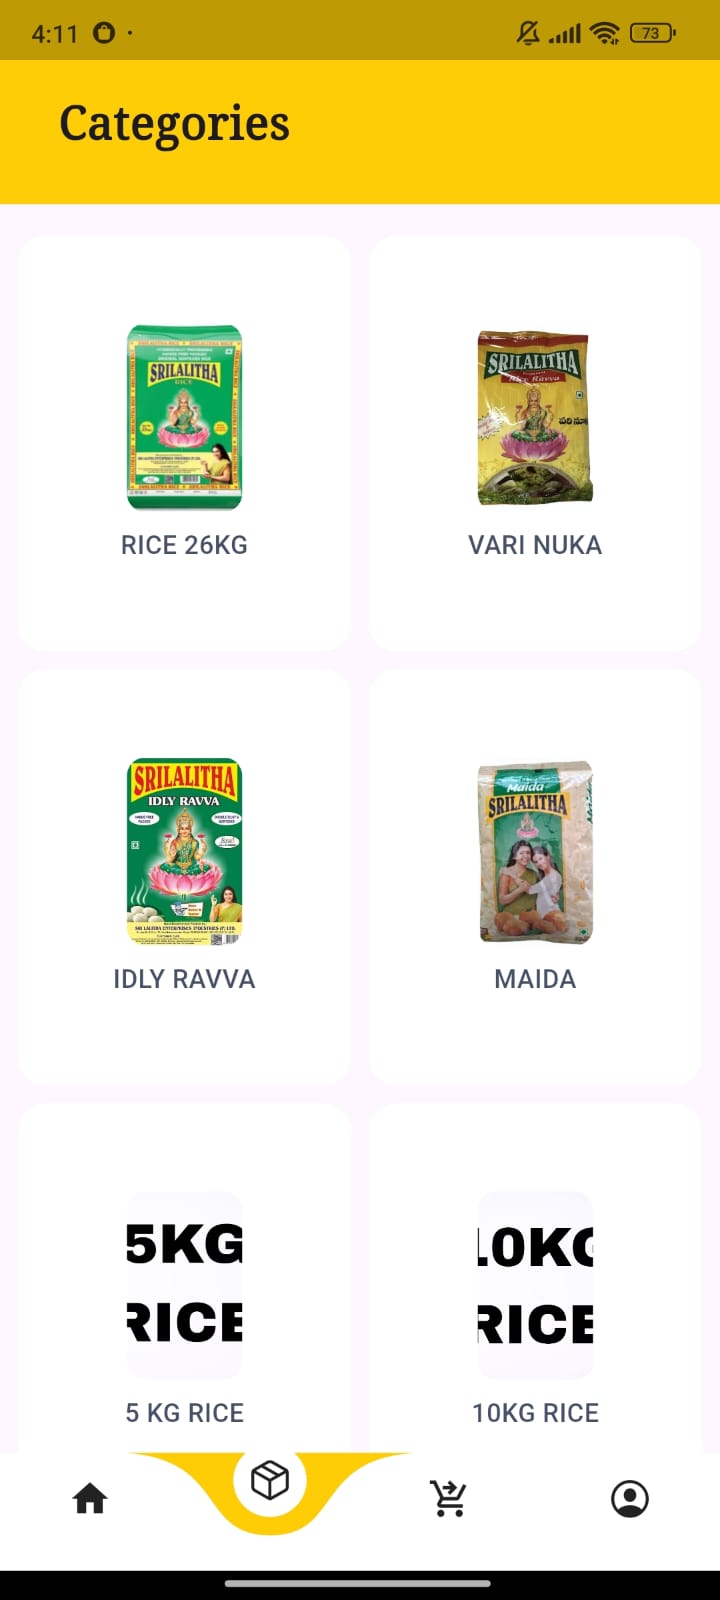 4:11
73
Categories
SRILALITHA
RICE
RICE 26KG
SRILALITHA
Rice Ravva
VARI NUKA
SRILALITHA
IDLY RAVVA
IDLY RAVVA
Maida
SRILALITHA
MAIDA
5KG
RICE
5 KG RICE
10KG
RICE
10KG RICE